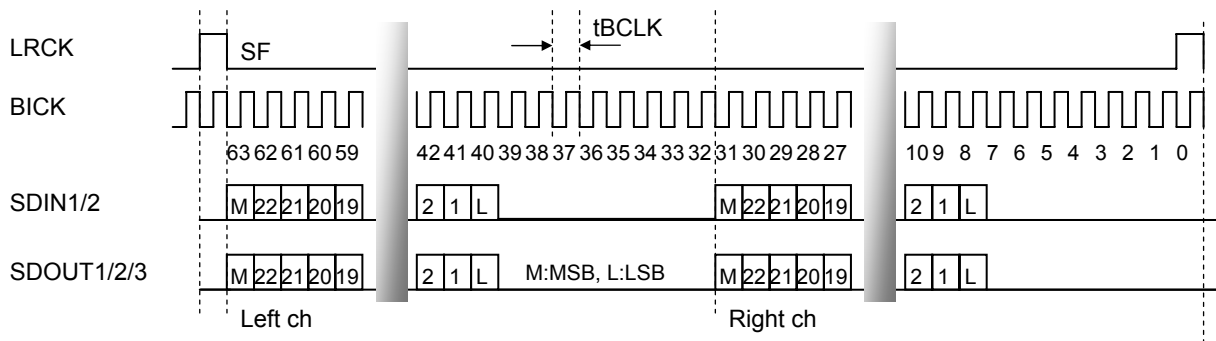 tBCLK
LRCK SF
BICK
63 62 61 60 59 42 41 40 39 38 37 36 35 34 33 32 31 30 29 28 27 10 9 8 7 6 5 4 3 2 1 0
SDIN1/2 M 22 21 20 19 2 1 L M 22 21 20 19 2 1 L
SDOUT1/2/3 M 22 21 20 19 2 1 L M:MSB, L:LSB M 22 21 20 19 2 1 L
Left ch Right ch